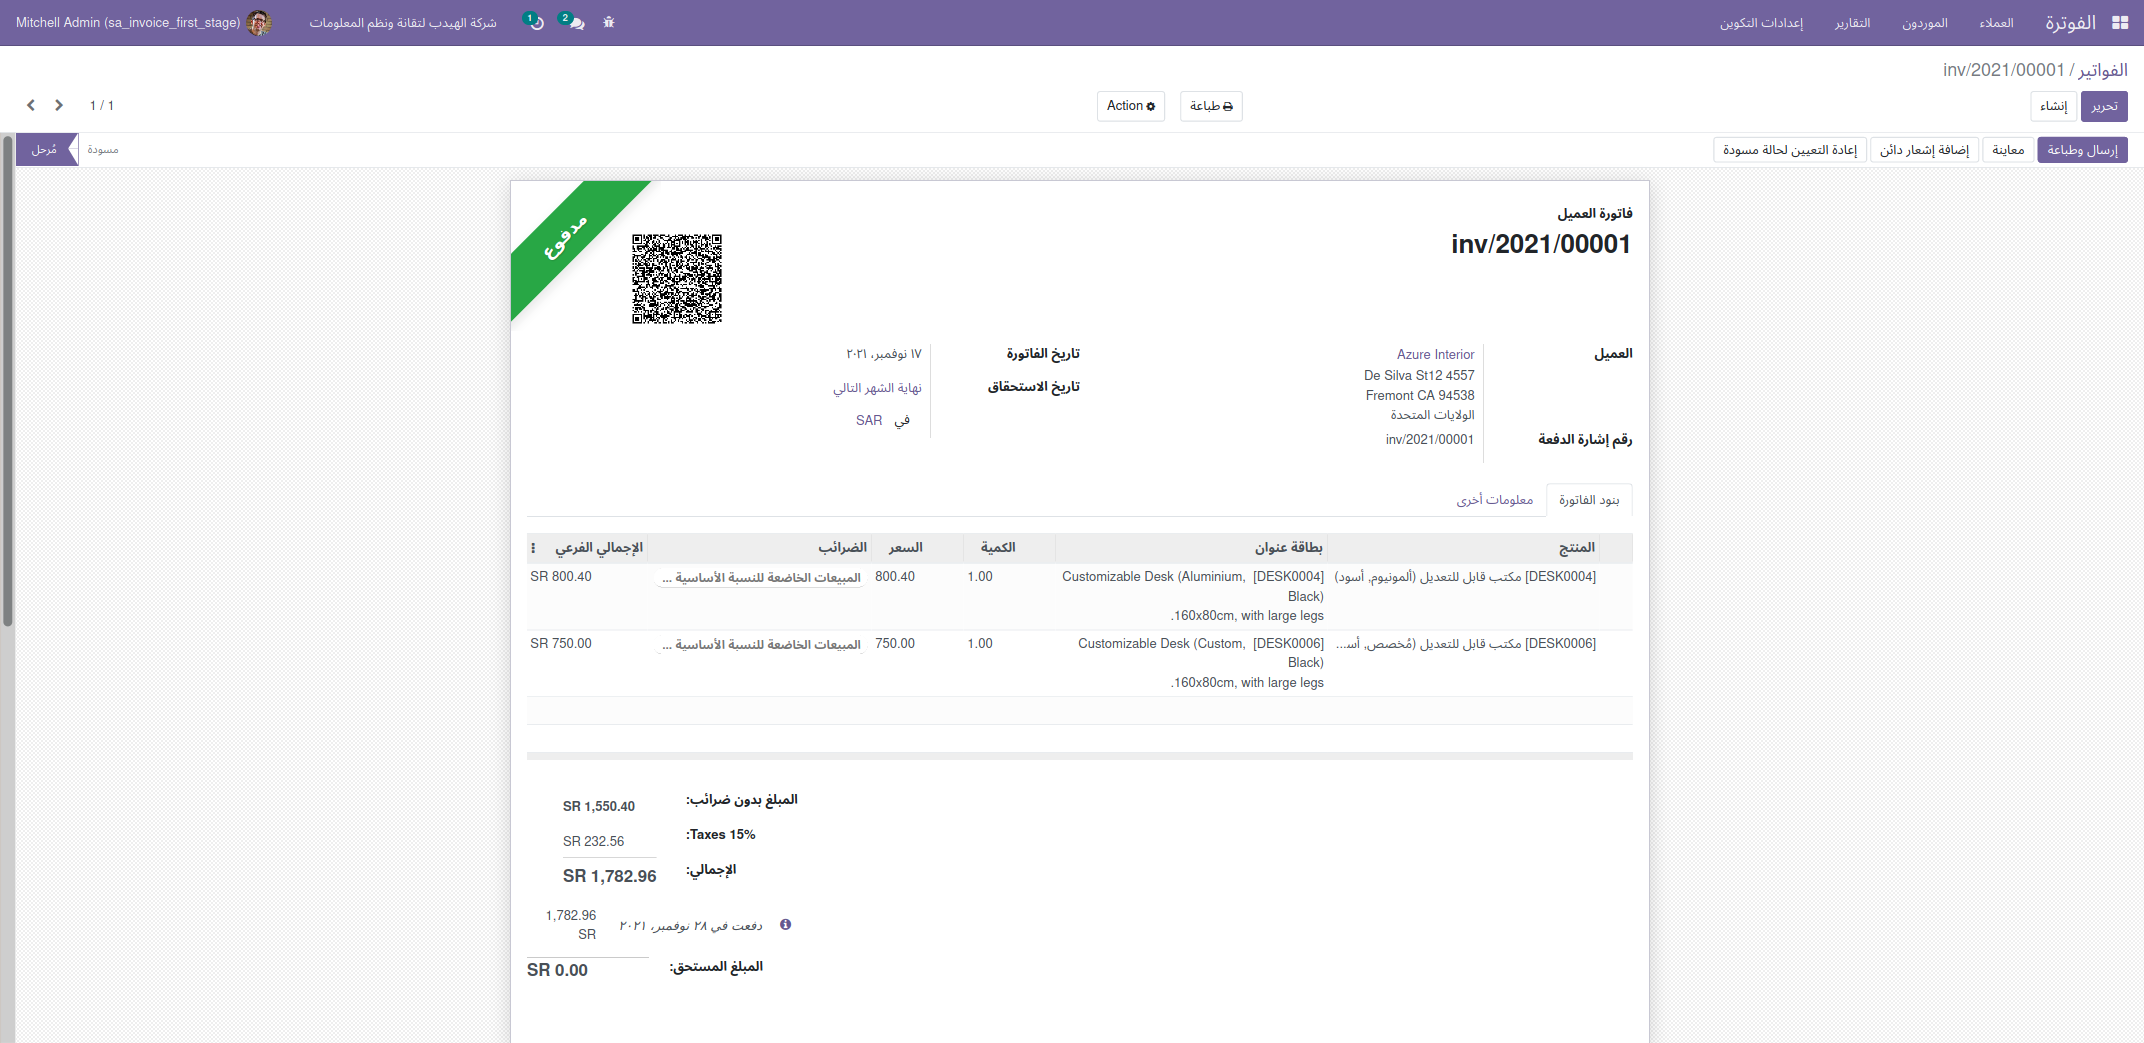 الفوترة العملاء الموردون التقارير إعدادات التكوين 2 1 شركة الهيدب لتقانة ونظم المعلومات Mitchell Admin (sa_invoice_first_stage)
الفواتير / inv/2021/00001
تحرير إنشاء طباعة Action 1 / 1
إرسال وطباعة معاينة إضافة إشعار دائن إعادة التعيين لحالة مسودة مسودة مُرحل
مدفوع
فاتورة العميل
inv/2021/00001
العميل Azure Interior
De Silva St12 4557
Fremont CA 94538
الولايات المتحدة
رقم إشارة الدفعة inv/2021/00001
تاريخ الفاتورة ١٧ نوفمبر، ٢٠٢١
تاريخ الاستحقاق نهاية الشهر التالي
في SAR
بنود الفاتورة معلومات أخرى
المنتج بطاقة عنوان الكمية السعر الضرائب الإجمالي الفرعي
[DESK0004] مكتب قابل للتعديل (ألمونيوم, أسود) [DESK0004] Customizable Desk (Aluminium, 1.00 800.40 المبيعات الخاضعة للنسبة الأساسية ... SR 800.40
Black)
160x80cm, with large legs.
[DESK0006] مكتب قابل للتعديل (مُخصص, أس... [DESK0006] Customizable Desk (Custom, 1.00 750.00 المبيعات الخاضعة للنسبة الأساسية ... SR 750.00
Black)
160x80cm, with large legs.
المبلغ بدون ضرائب: SR 1,550.40
Taxes 15%: SR 232.56
الإجمالي: SR 1,782.96
دفعت في ٢٨ نوفمبر، ٢٠٢١ 1,782.96
SR
المبلغ المستحق: SR 0.00